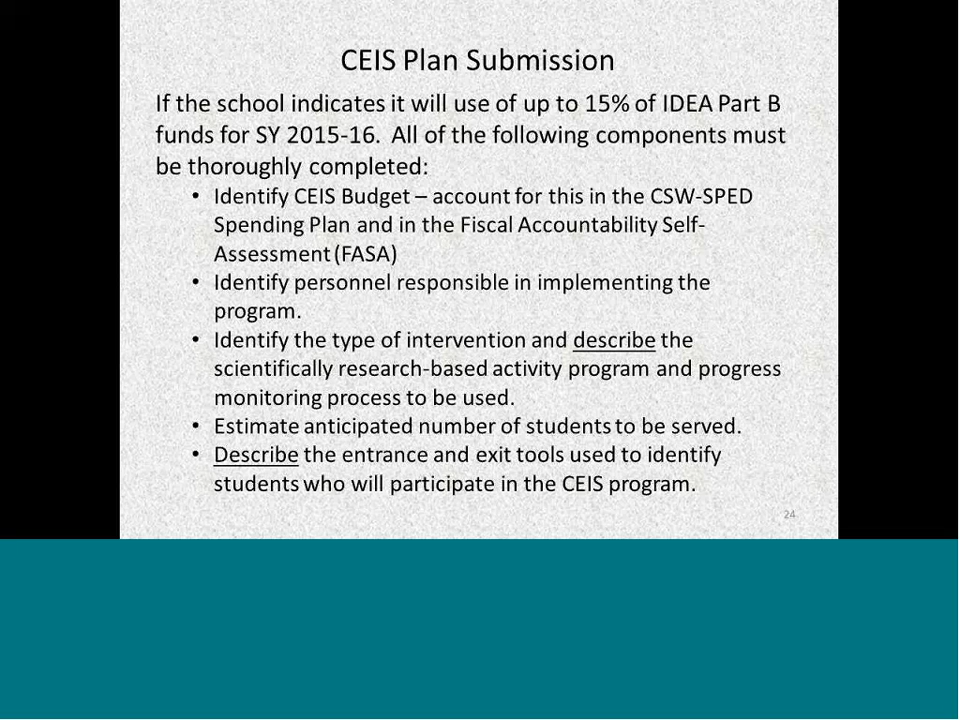 CEIS Plan Submission
If the school indicates it will use of up to 15% of IDEA Part B
funds for SY 2015-16. All of the following components must
be thoroughly completed:
• Identify CEIS Budget – account for this in the CSW-SPED
Spending Plan and in the Fiscal Accountability Self-
Assessment (FASA)
• Identify personnel responsible in implementing the
program.
• Identify the type of intervention and describe the
scientifically research-based activity program and progress
monitoring process to be used.
• Estimate anticipated number of students to be served.
• Describe the entrance and exit tools used to identify
students who will participate in the CEIS program.
24